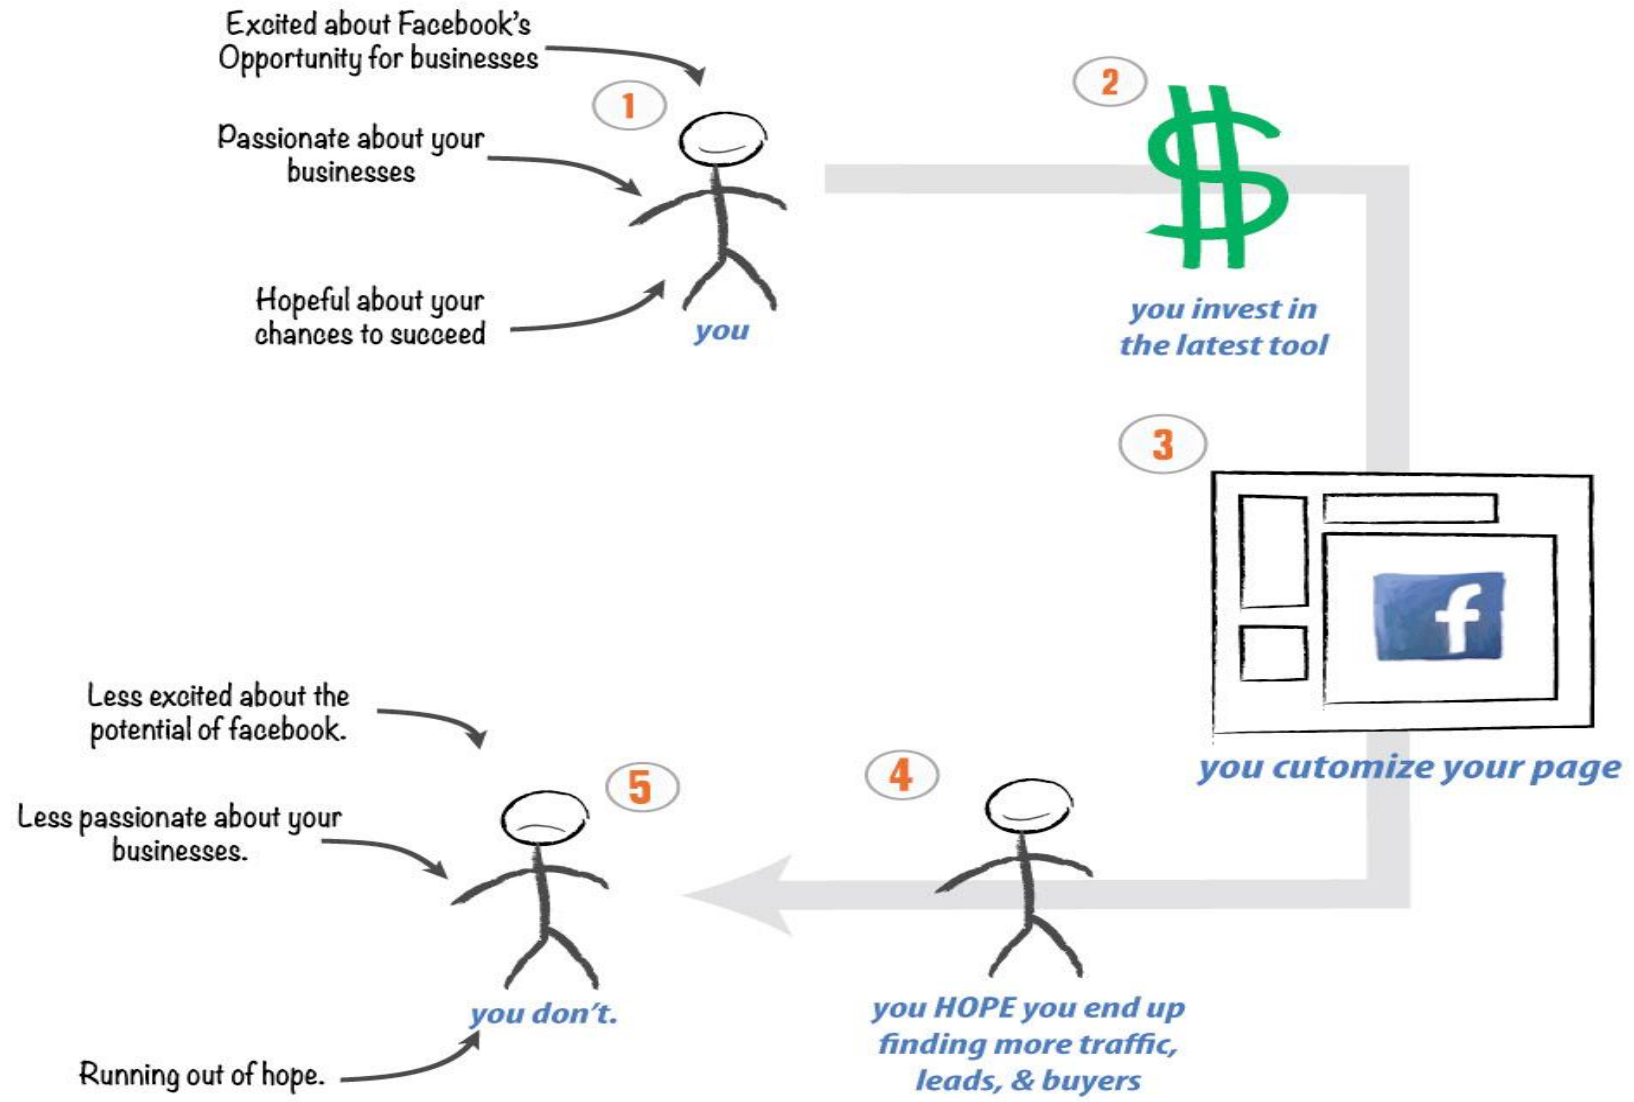 Excited about Facebook's
Opportunity for businesses
1
Passionate about your
businesses
Hopeful about your
chances to succeed
you
2
you invest in
the latest tool
3
f
you cutomize your page
4
you HOPE you end up
finding more traffic,
leads, & buyers
5
Less excited about the
potential of facebook.
Less passionate about your
businesses.
you don't.
Running out of hope.